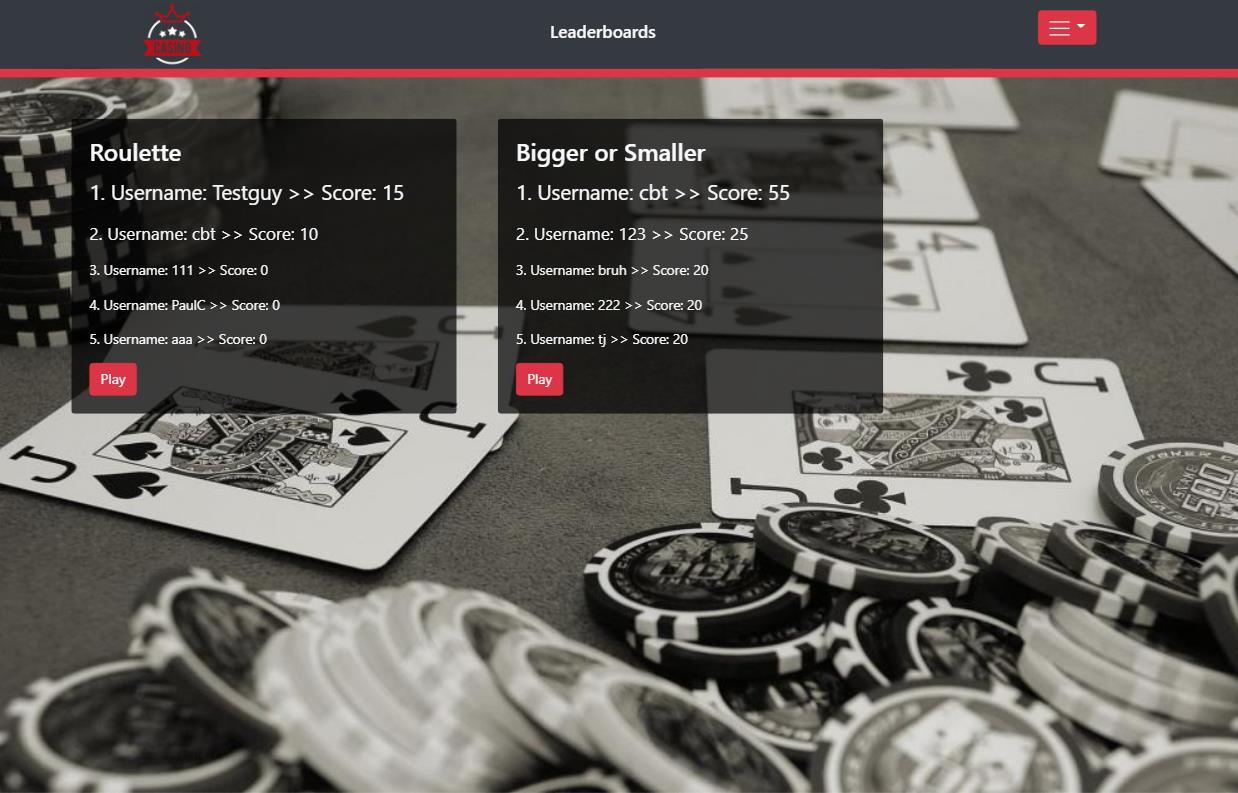 CASINO
Leaderboards
Roulette
1. Username: Testguy >> Score: 15
2. Username: cbt >> Score: 10
3. Username: 111 >> Score: 0
4. Username: PaulC >> Score: 0
5. Username: aaa >> Score: 0
Play
Bigger or Smaller
1. Username: cbt >> Score: 55
2. Username: 123 >> Score: 25
3. Username: bruh >> Score: 20
4. Username: 222 >> Score: 20
5. Username: tj >> Score: 20
Play
J
J
J
J
J
4
500
100